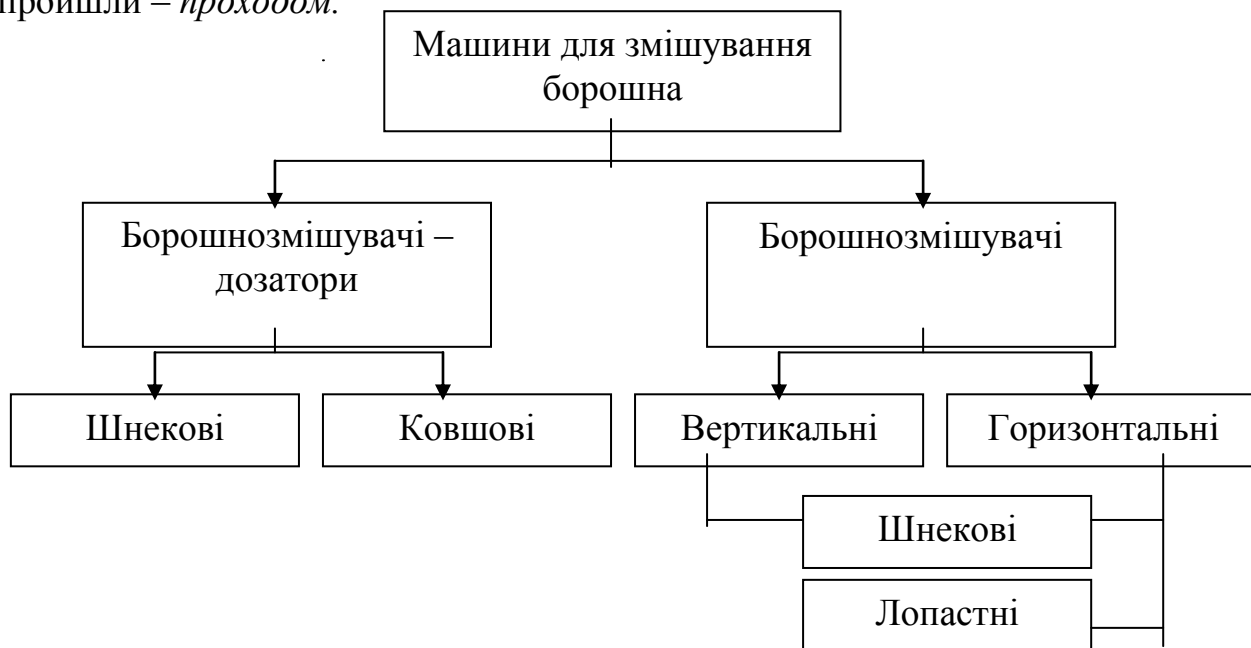 пройшли – проходом.
Машини для змішування
борошна
Борошнозмішувачі –
дозатори
Борошнозмішувачі
Шнекові
Ковшові
Вертикальні
Горизонтальні
Шнекові
Лопастні